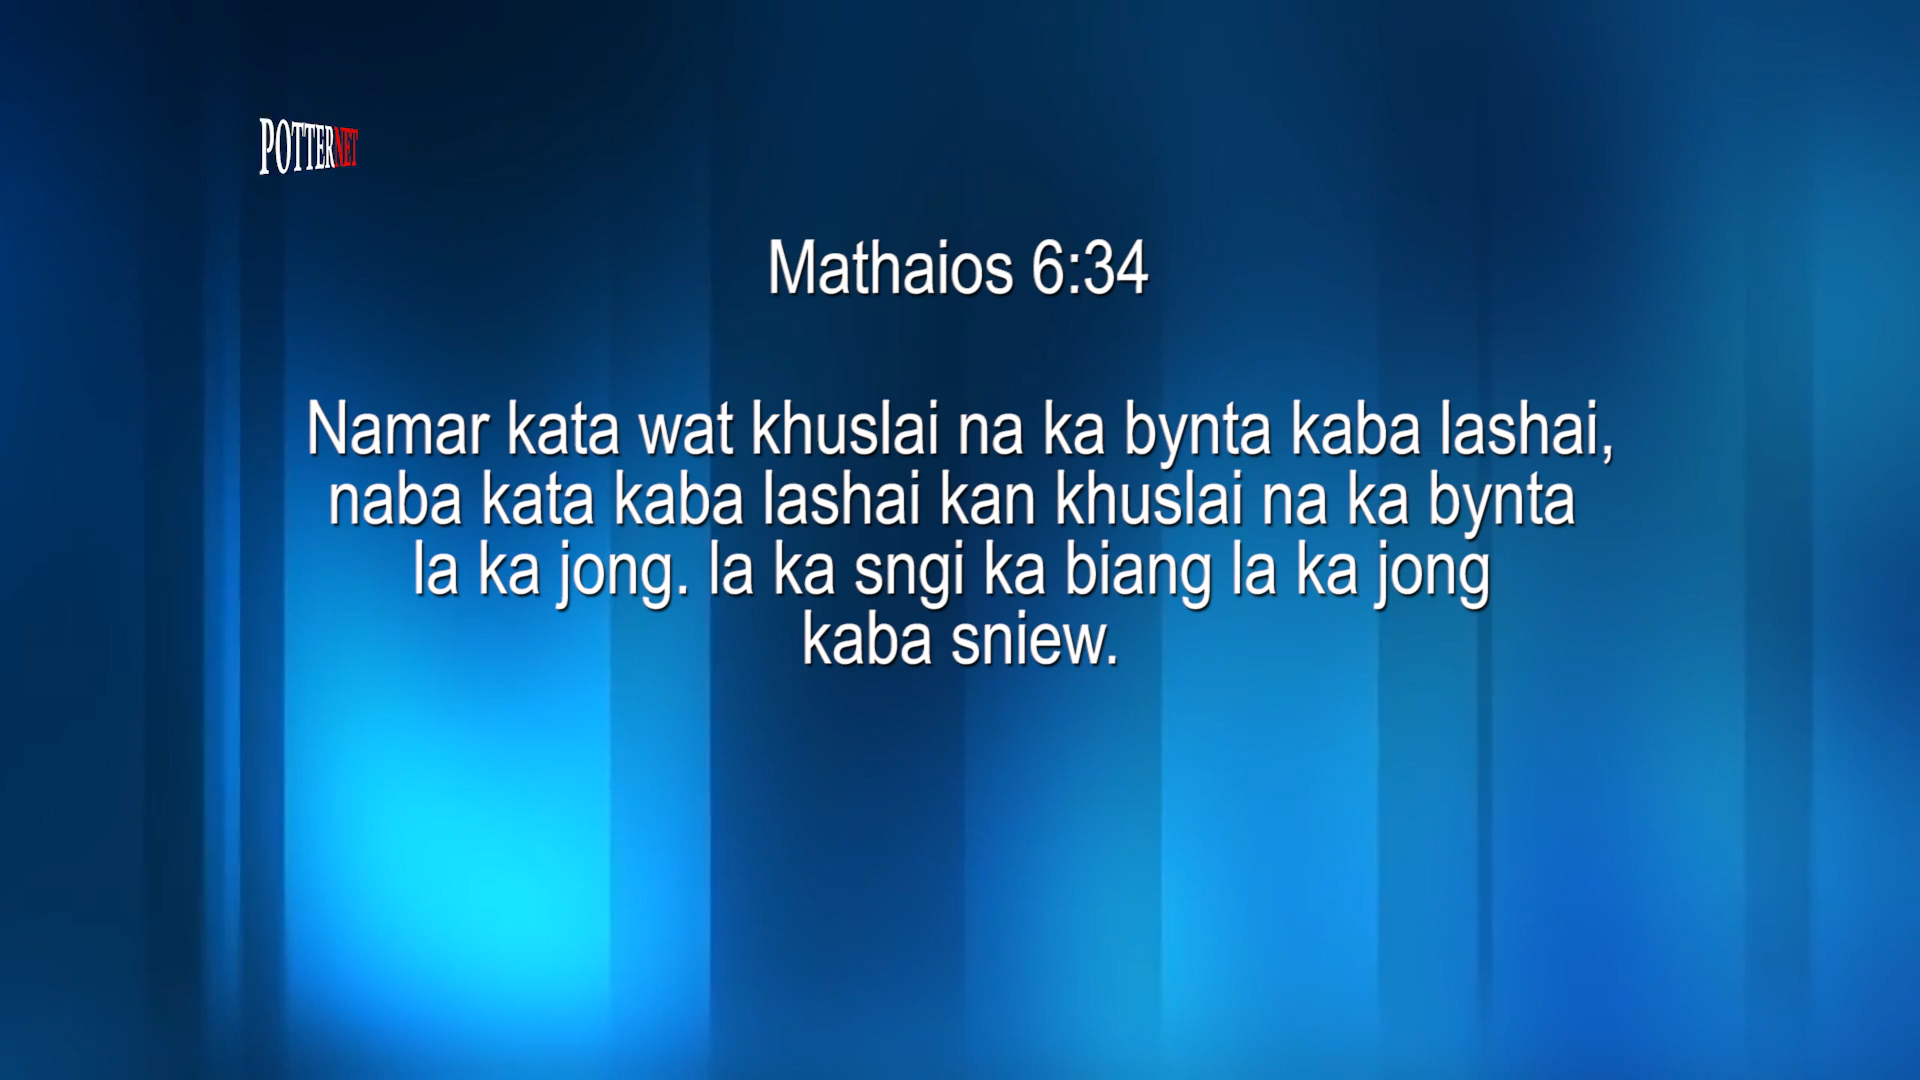 POTTERNET
Mathaios 6:34
Namar kata wat khuslai na ka bynta kaba lashai,
naba kata kaba lashai kan khuslai na ka bynta
la ka jong. la ka sngi ka biang la ka jong
kaba sniew.